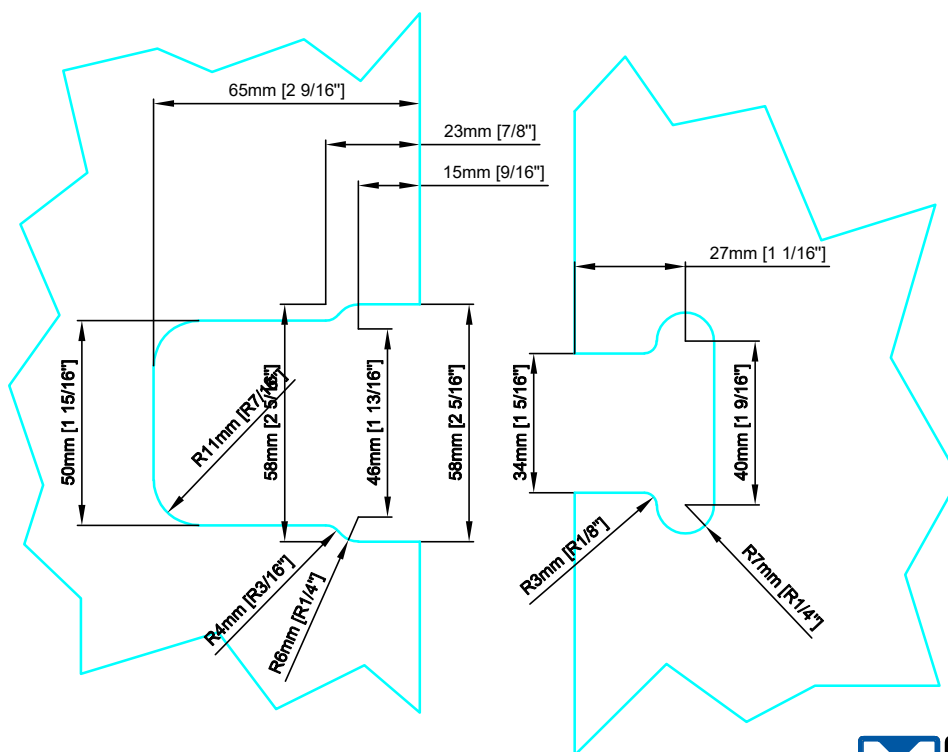 65mm [2 9/16"]
23mm [7/8"]
15mm [9/16"]
27mm [1 1/16"]
50mm [1 15/16"]
R11mm [R7/16"]
58mm [2 5/16"]
46mm [1 13/16"]
58mm [2 5/16"]
34mm [1 5/16"]
40mm [1 9/16"]
R4mm [R3/16"]
R6mm [R1/4"]
R3mm [R1/8"]
R7mm [R1/4"]